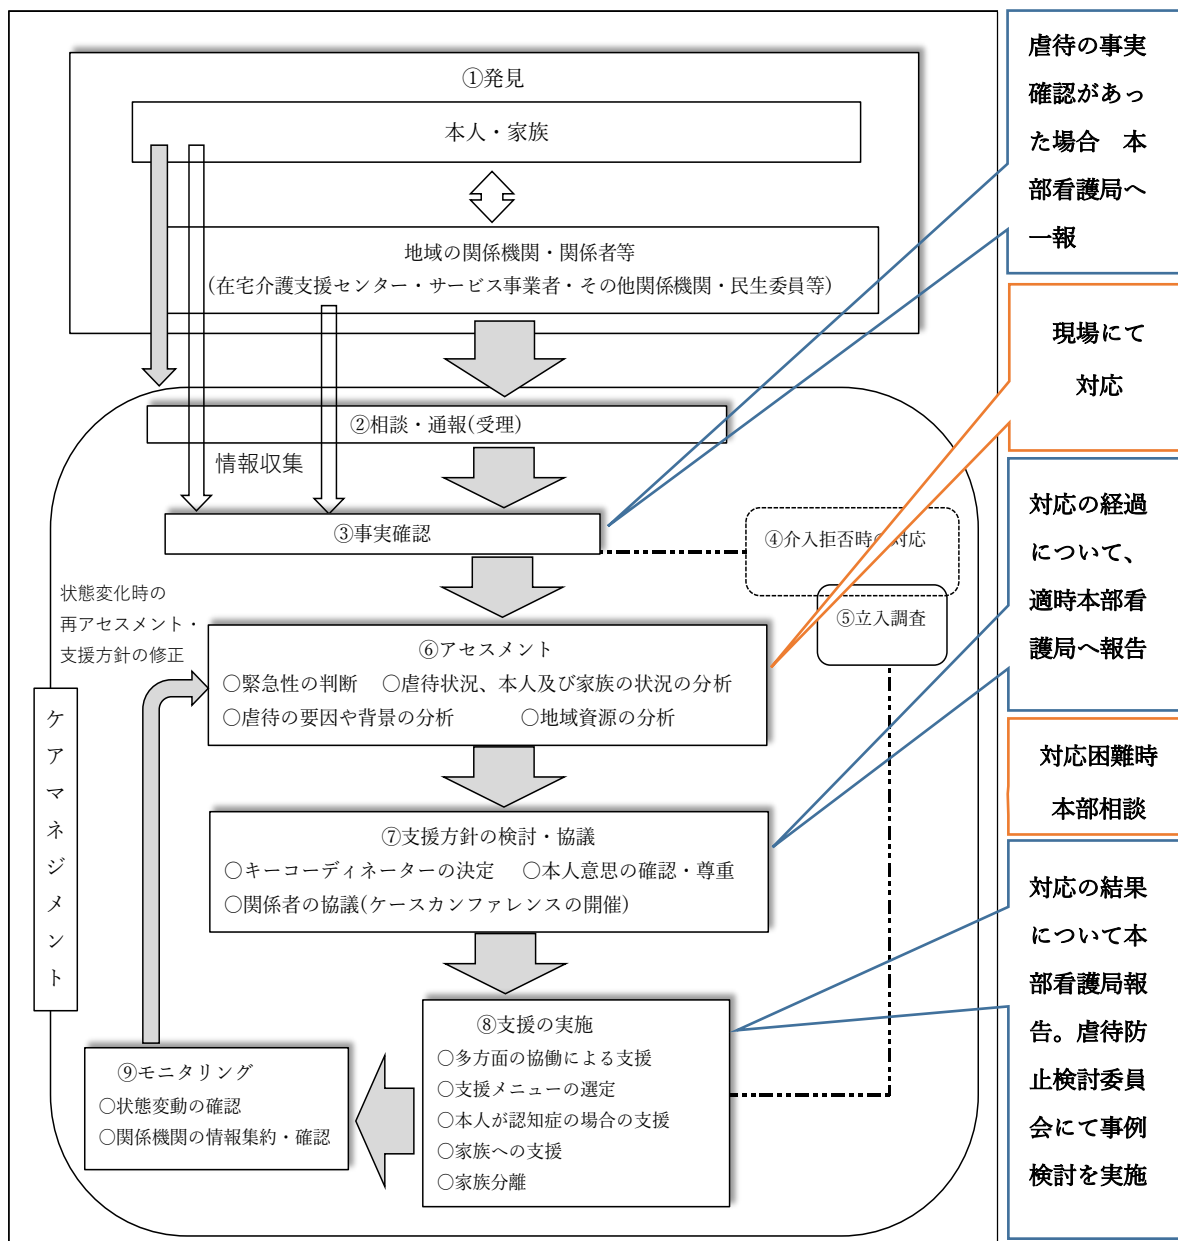 ①発見
本人・家族
地域の関係機関・関係者等
(在宅介護支援センター・サービス事業者・その他関係機関・民生委員等)
②相談・通報(受理)
情報収集
③事実確認
④介入拒否時の対応
⑤立入調査
状態変化時の
再アセスメント・
支援方針の修正
⑥アセスメント
○緊急性の判断　○虐待状況、本人及び家族の状況の分析
○虐待の要因や背景の分析　　　○地域資源の分析
ケアマネジメント
⑦支援方針の検討・協議
○キーコーディネーターの決定　○本人意思の確認・尊重
○関係者の協議(ケースカンファレンスの開催)
⑧支援の実施
○多方面の協働による支援
○支援メニューの選定
○本人が認知症の場合の支援
○家族への支援
○家族分離
⑨モニタリング
○状態変動の確認
○関係機関の情報集約・確認
虐待の事実
確認があっ
た場合　本
部看護局へ
一報
現場にて
対応
対応の経過
について、
適時本部看
護局へ報告
対応困難時
本部相談
対応の結果
について本
部看護局報
告。虐待防
止検討委員
会にて事例
検討を実施